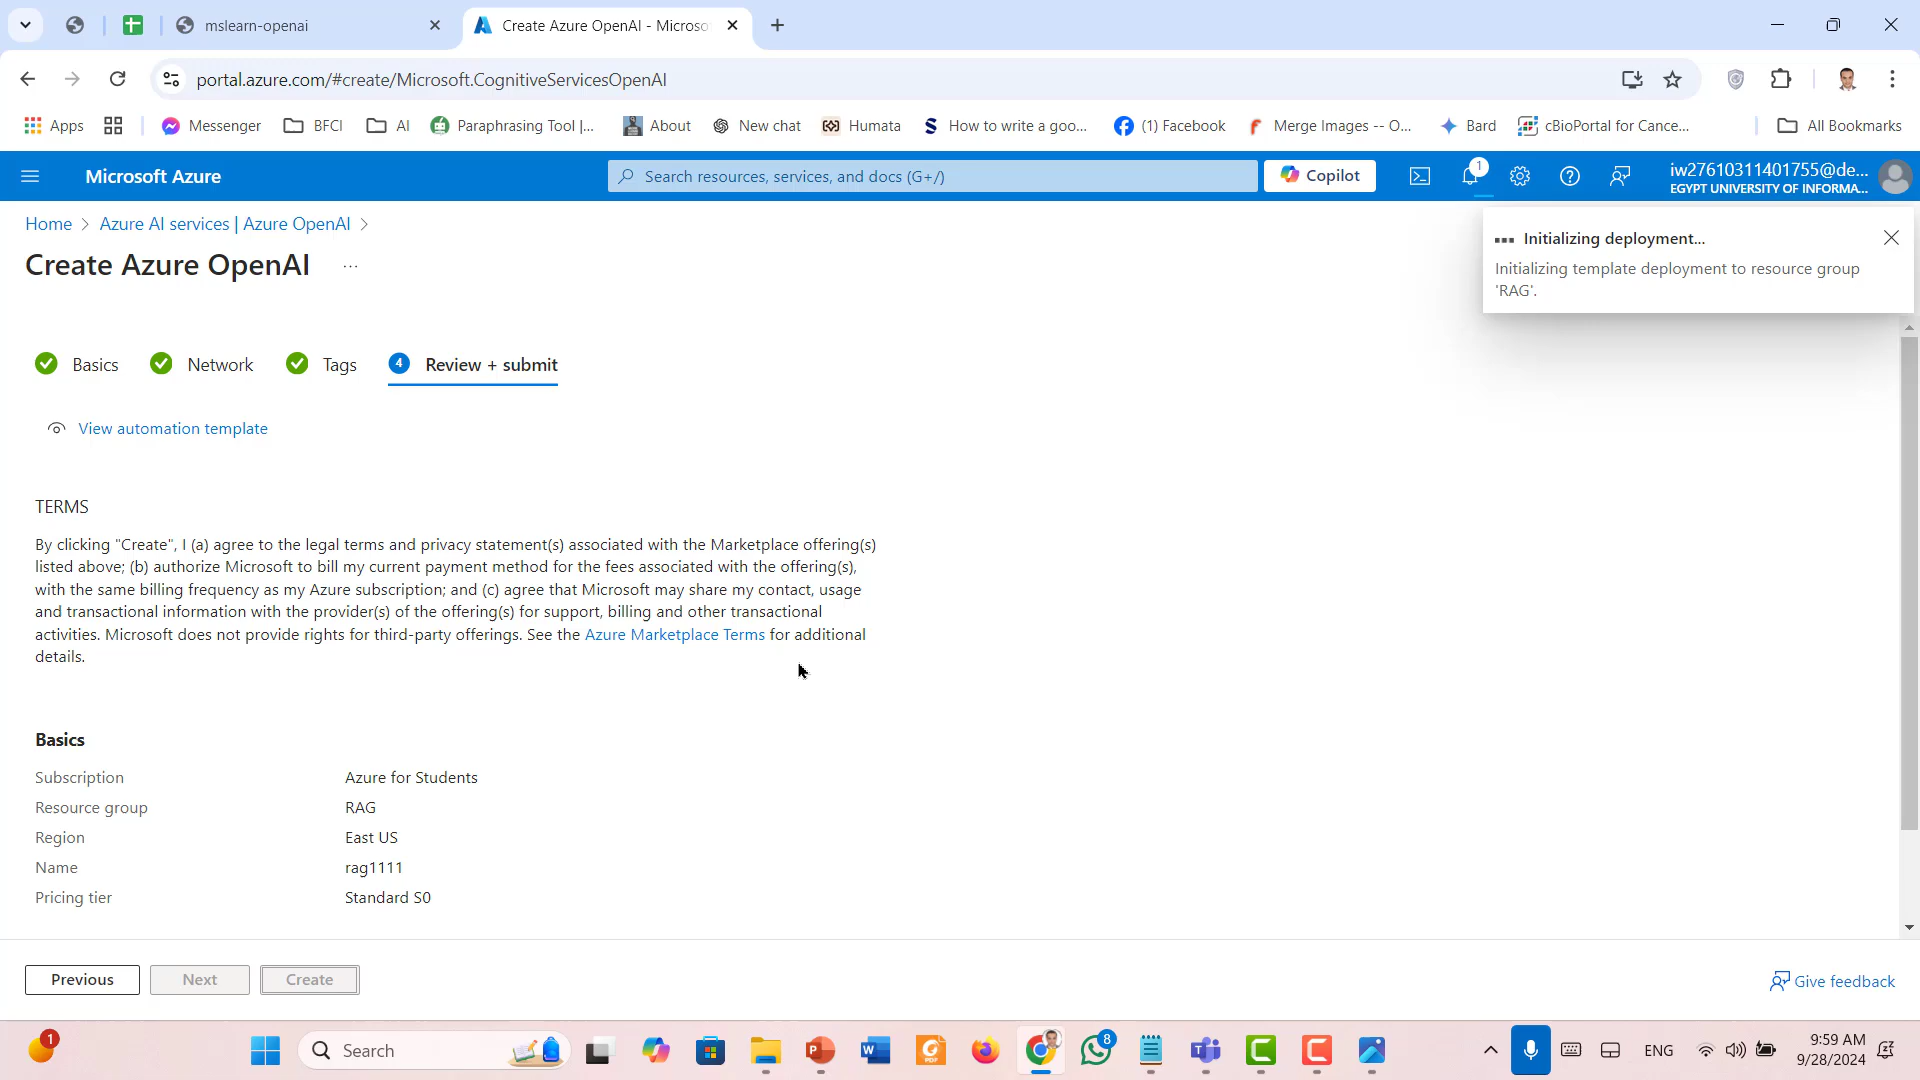 mslearn-openai
Create Azure OpenAI - Microso
portal.azure.com/#create/Microsoft.CognitiveServicesOpenAI
Apps
Messenger
BFCI
AI
Paraphrasing Tool |...
About
New chat
Humata
How to write a goo...
(1) Facebook
Merge Images -- O...
Bard
cBioPortal for Cance...
All Bookmarks
Microsoft Azure
Search resources, services, and docs (G+/)
Copilot
1
iw27610311401755@de...
EGYPT UNIVERSITY OF INFORMA...
Home > Azure AI services | Azure OpenAI >
Create Azure OpenAI ...
Initializing deployment...
Initializing template deployment to resource group
'RAG'.
Basics
Network
Tags
4 Review + submit
View automation template
TERMS
By clicking "Create", I (a) agree to the legal terms and privacy statement(s) associated with the Marketplace offering(s)
listed above; (b) authorize Microsoft to bill my current payment method for the fees associated with the offering(s),
with the same billing frequency as my Azure subscription; and (c) agree that Microsoft may share my contact, usage
and transactional information with the provider(s) of the offering(s) for support, billing and other transactional
activities. Microsoft does not provide rights for third-party offerings. See the Azure Marketplace Terms for additional
details.
Basics
Subscription Azure for Students
Resource group RAG
Region East US
Name rag1111
Pricing tier Standard S0
Previous
Next
Create
Give feedback
1
Search
8
ENG
9:59 AM
9/28/2024